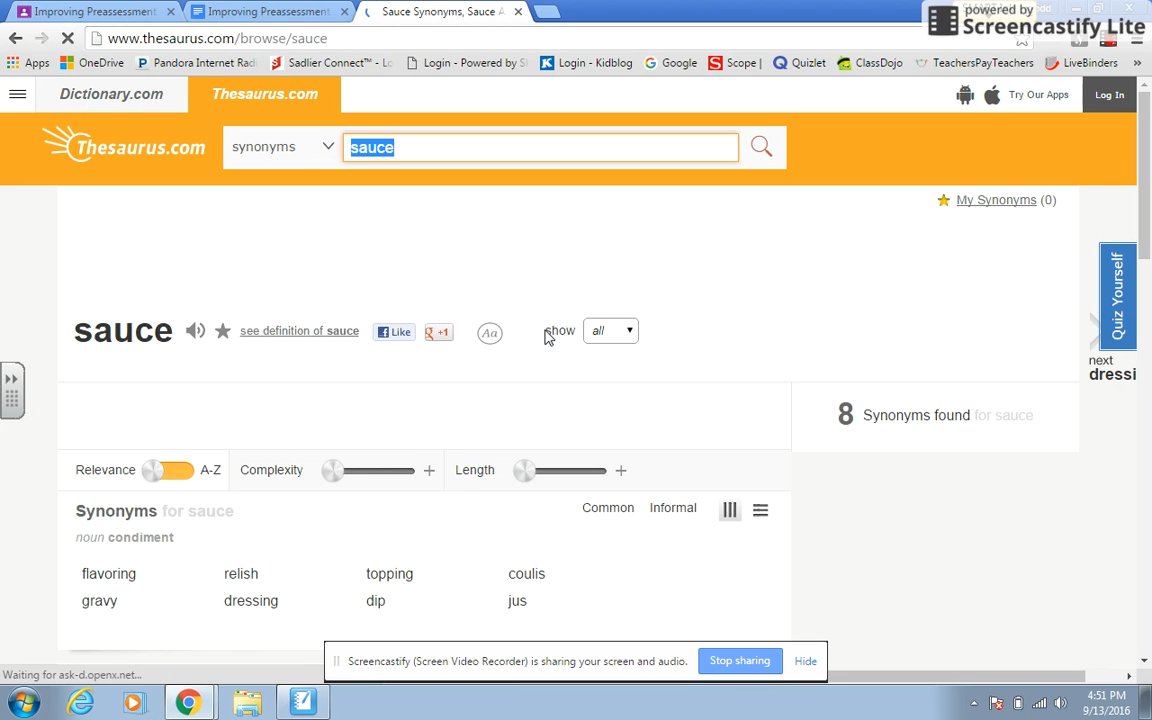 Improving Preassessment
Improving Preassessment
Sauce Synonyms, Sauce A
powered by
Screencastify Lite
www.thesaurus.com/browse/sauce
Apps
OneDrive
Pandora Internet Rad
Sadlier Connect™ - Lo
Login - Powered by S
Login - Kidblog
Google
Scope |
Quizlet
ClassDojo
TeachersPayTeachers
LiveBinders
»
Dictionary.com
Thesaurus.com
Try Our Apps
Log In
Thesaurus.com
synonyms
sauce
My Synonyms (0)
Quiz Yourself
sauce
see definition of sauce
Like
+1
Aa
show
all
next
dressi
8 Synonyms found for sauce
Relevance
A-Z
Complexity
+
Length
+
Synonyms for sauce
Common
Informal
noun condiment
flavoring relish topping coulis
gravy dressing dip jus
Screencastify (Screen Video Recorder) is sharing your screen and audio.
Stop sharing
Hide
Waiting for ask-d.openx.net...
4:51 PM
9/13/2016